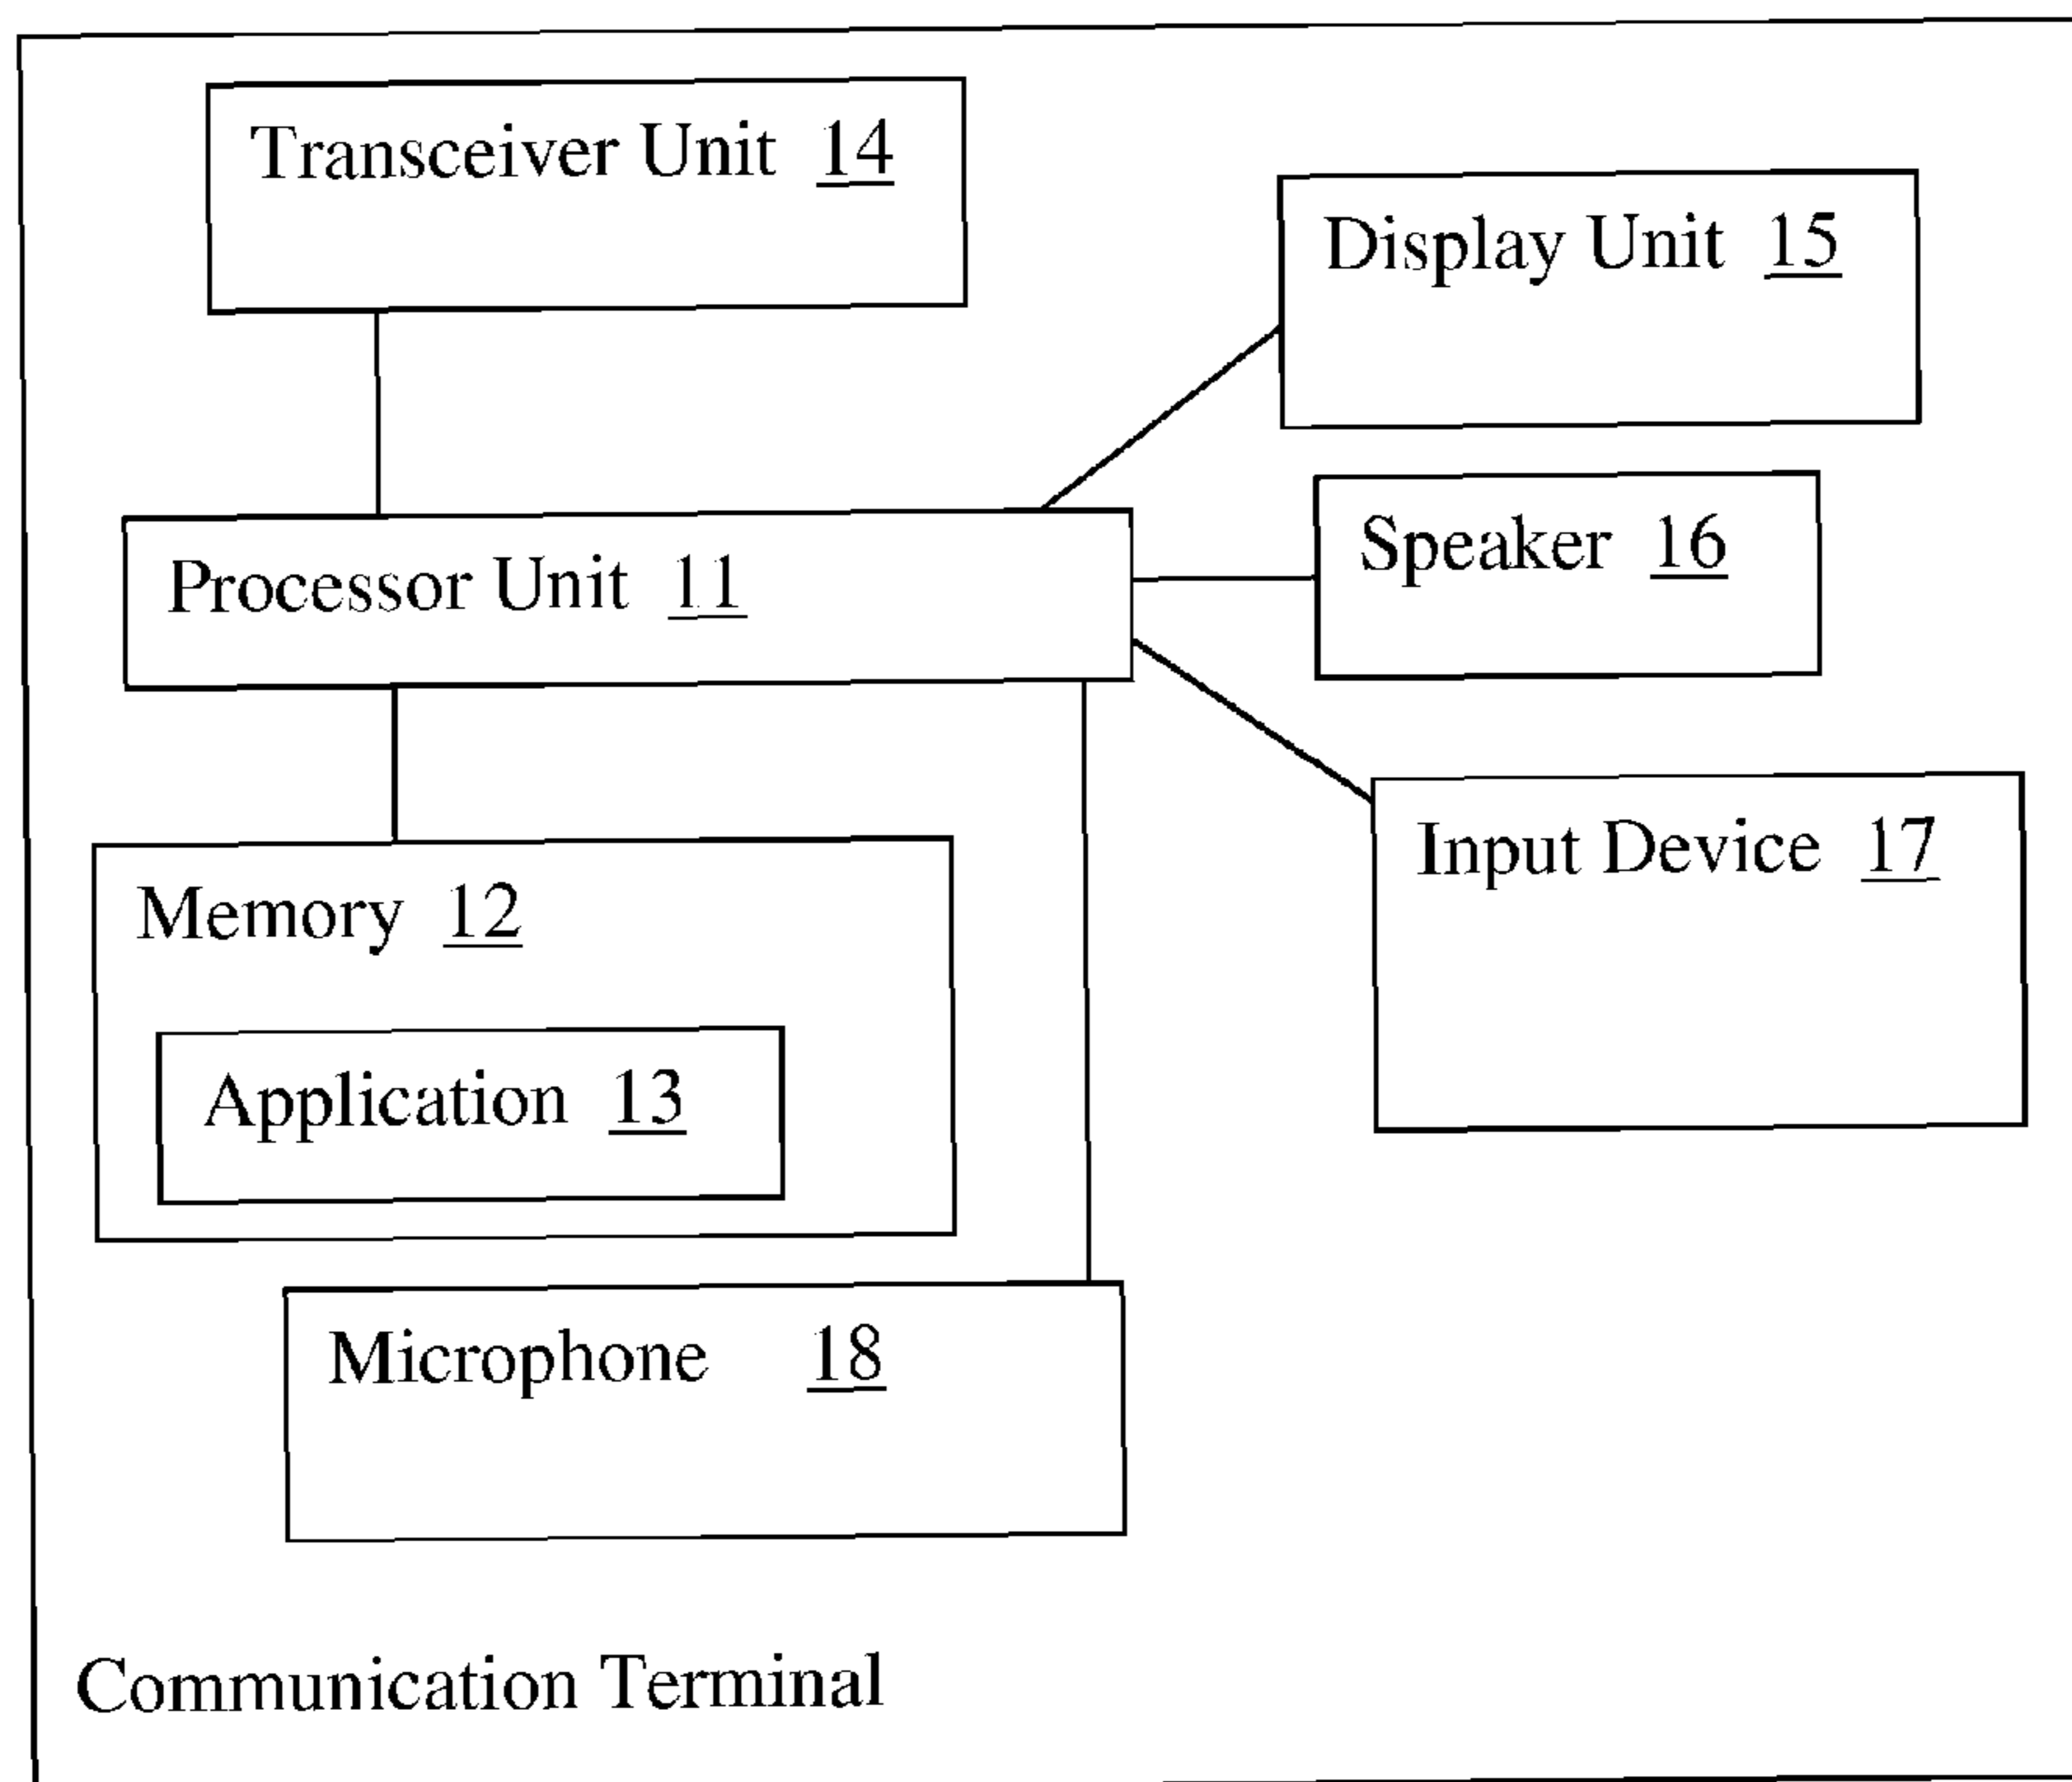 Transceiver Unit 14
Display Unit 15
Processor Unit 11
Speaker 16
Input Device 17
Memory 12
Application 13
Microphone 18
Communication Terminal